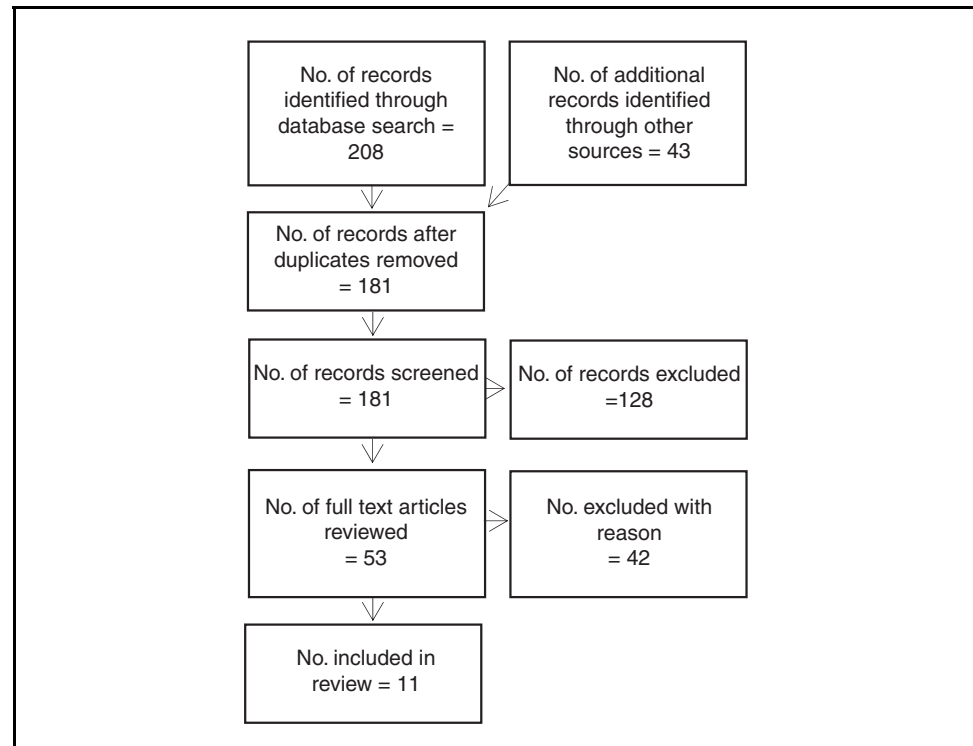 No. of records
identified through
database search =
208
No. of additional
records identified
through other
sources = 43
No. of records after
duplicates removed
= 181
No. of records screened
= 181
No. of records excluded
=128
No. of full text articles
reviewed
= 53
No. excluded with
reason
= 42
No. included in
review = 11